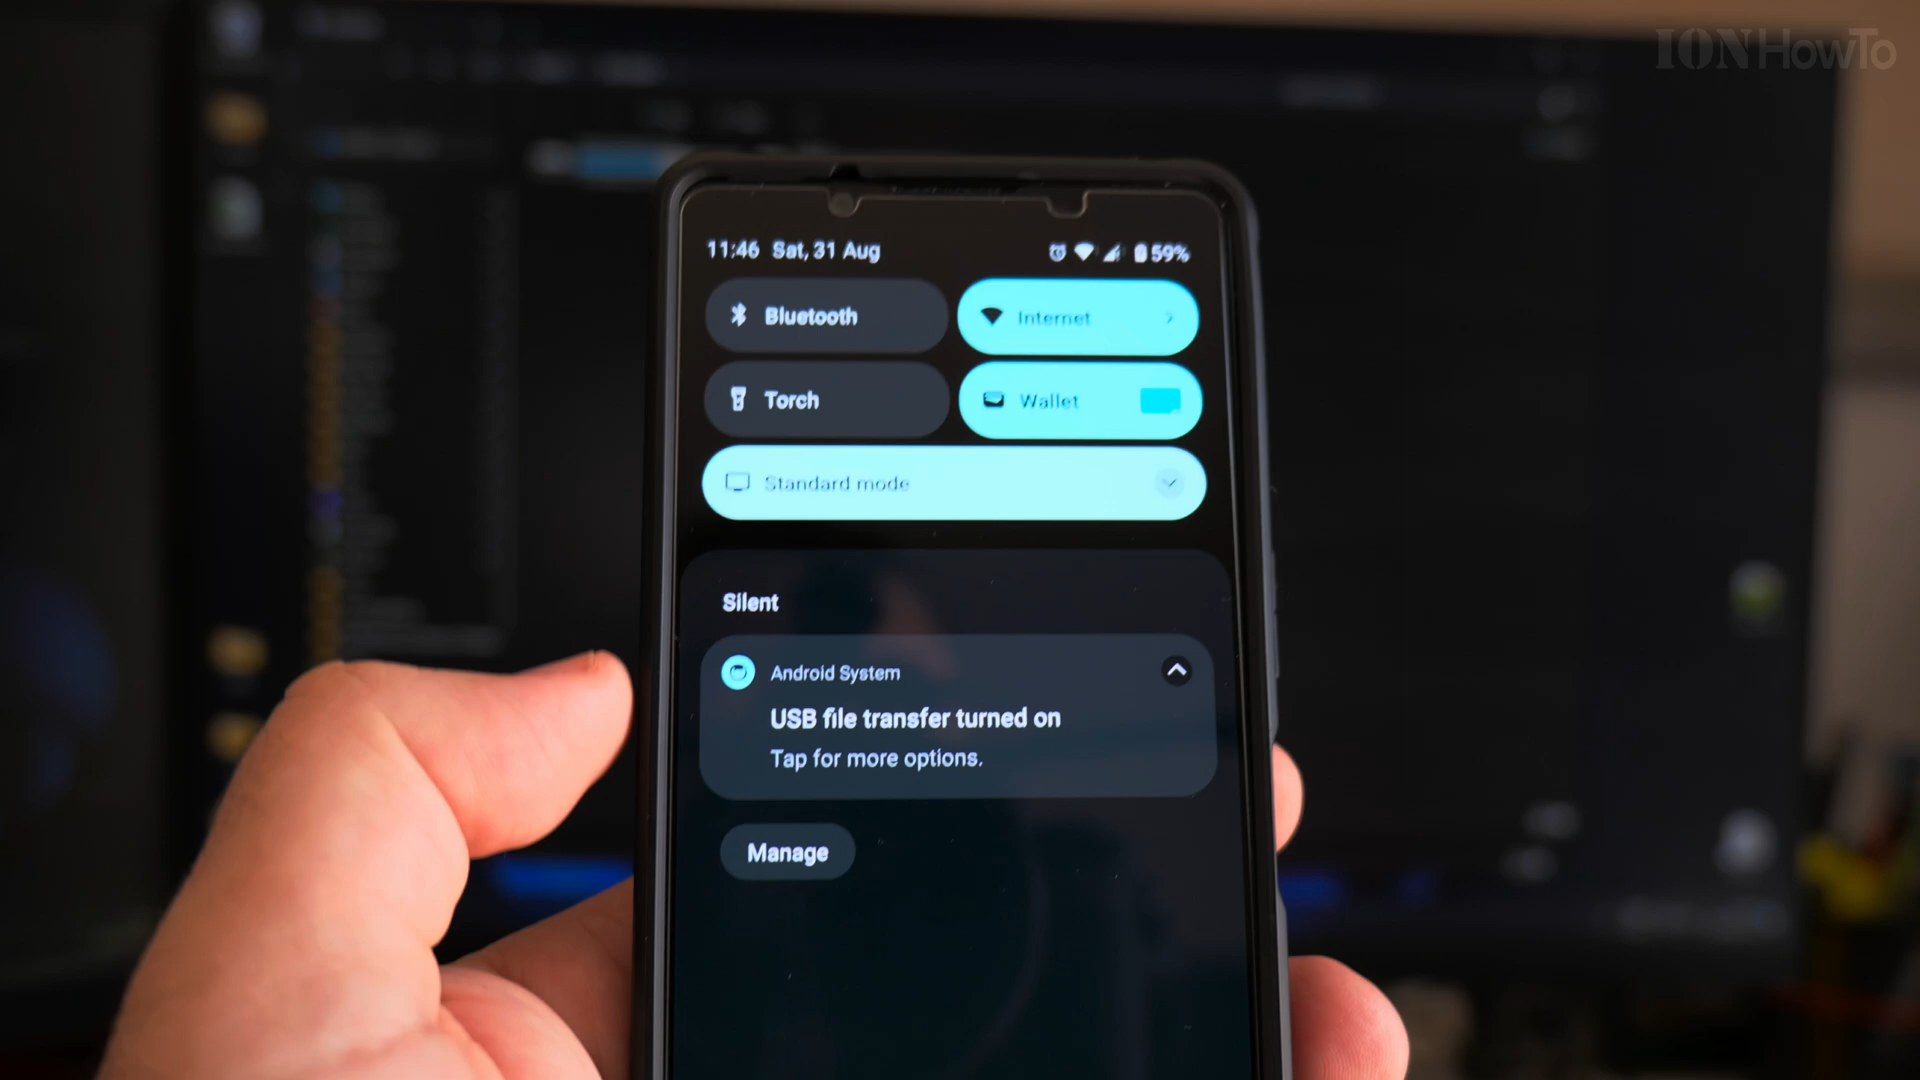 IONHowTo
11:46 Sat, 31 Aug
59%
Bluetooth
Internet
Torch
Wallet
Standard mode
Silent
Android System
USB file transfer turned on
Tap for more options.
Manage